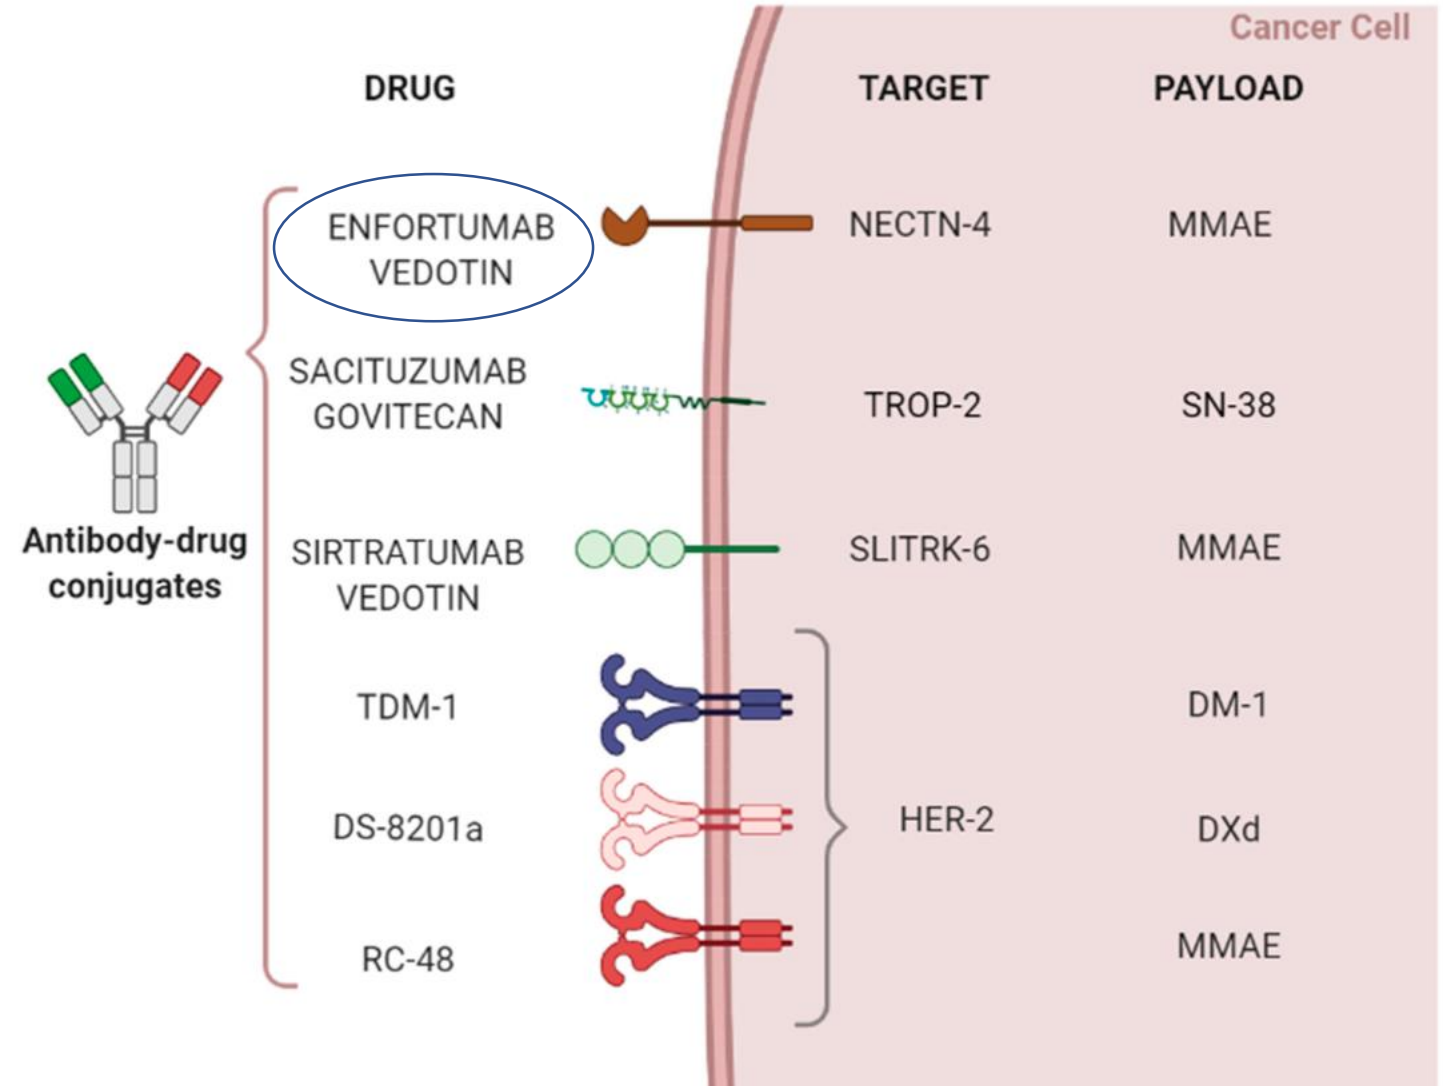 Cancer Cell
DRUG
TARGET
PAYLOAD
ENFORTUMAB
VEDOTIN
NECTN-4
MMAE
SACITUZUMAB
GOVITECAN
TROP-2
SN-38
Antibody-drug
conjugates
SIRTRATUMAB
VEDOTIN
SLITRK-6
MMAE
TDM-1
DM-1
DS-8201a
HER-2
DXd
RC-48
MMAE